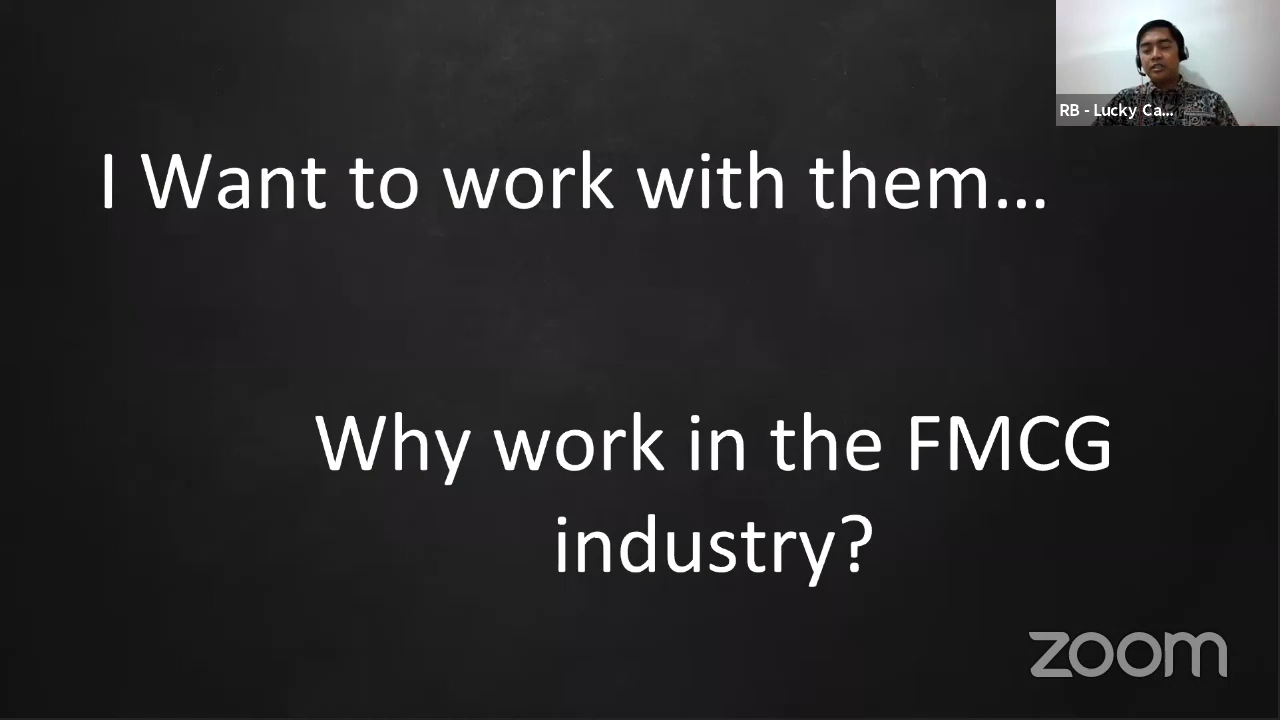 RB - Lucky Ca...
I Want to work with them...
Why work in the FMCG
industry?
zoom